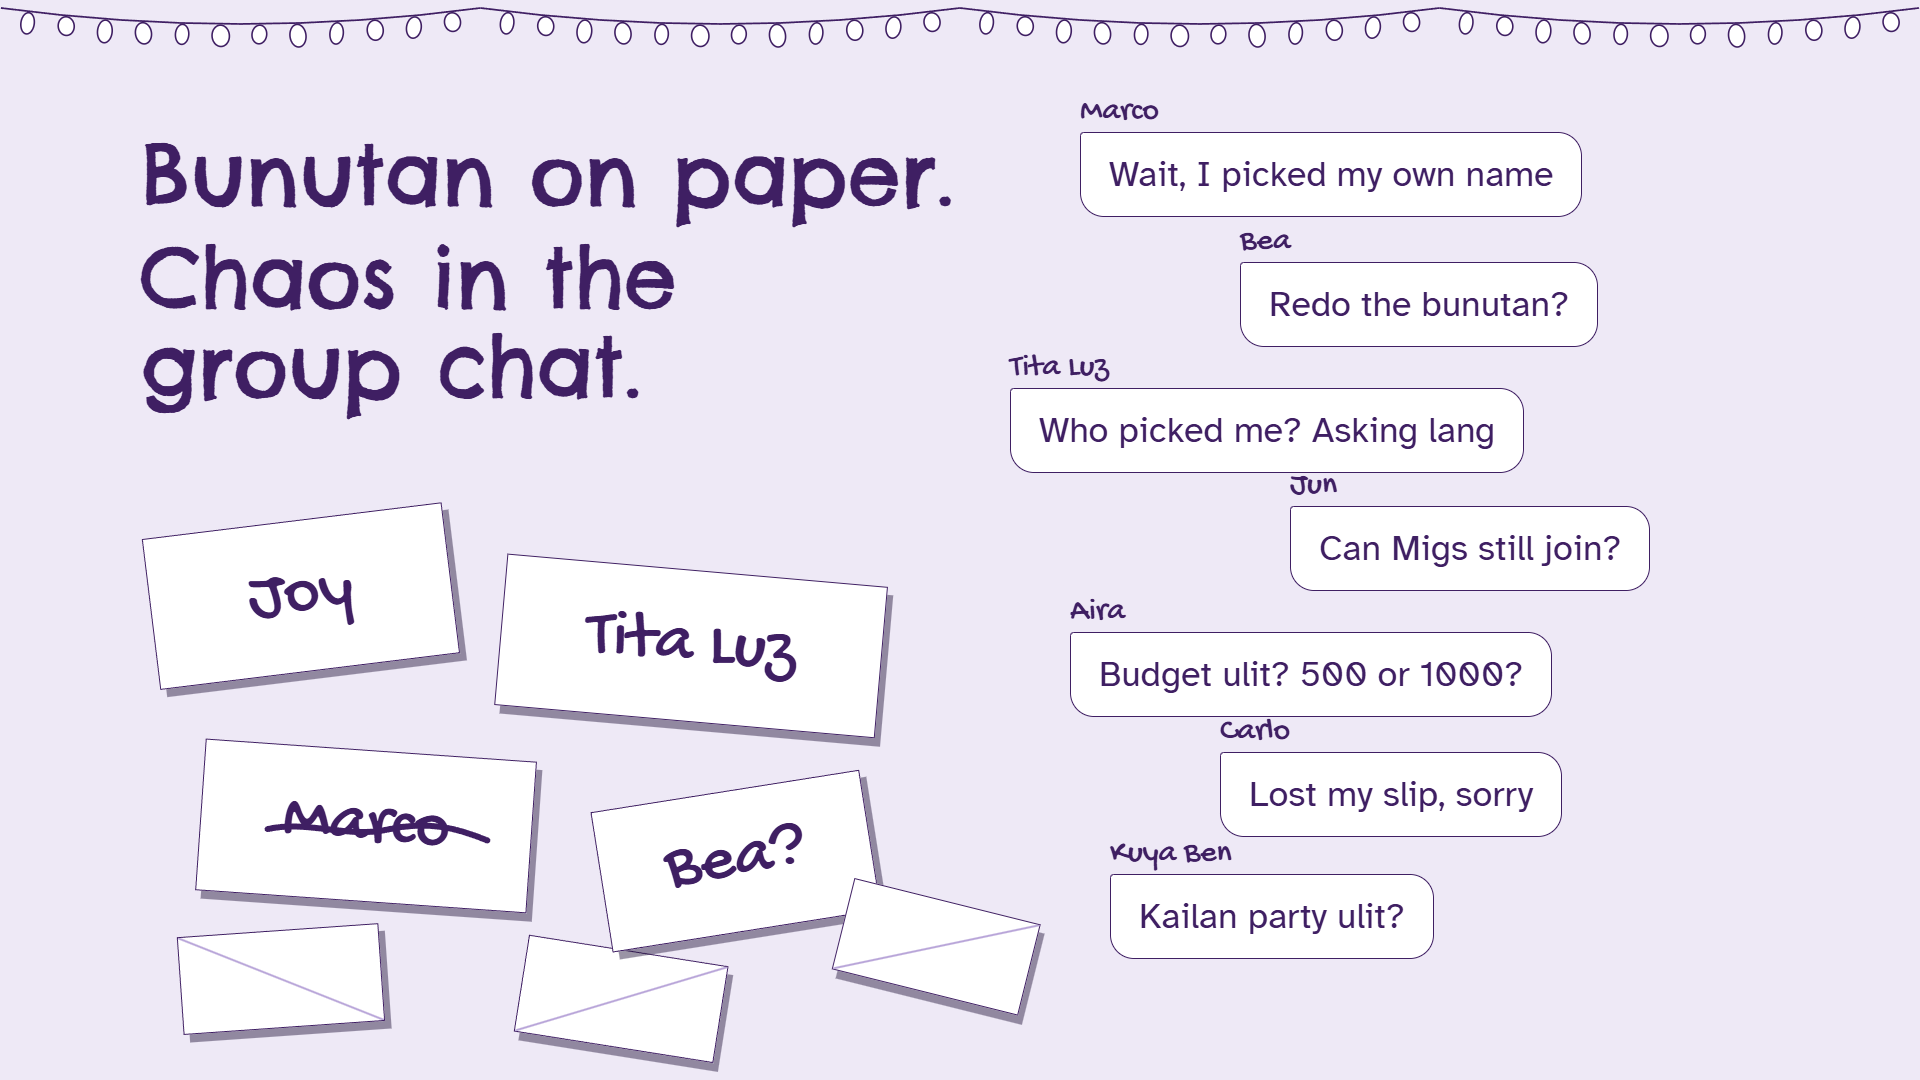 Bunutan on paper.
Chaos in the
group chat.
Joy
Tita Luz
Marco
Bea?
Marco
Wait, I picked my own name
Bea
Redo the bunutan?
Tita Luz
Who picked me? Asking lang
Jun
Can Migs still join?
Aira
Budget ulit? 500 or 1000?
Carlo
Lost my slip, sorry
Kuya Ben
Kailan party ulit?